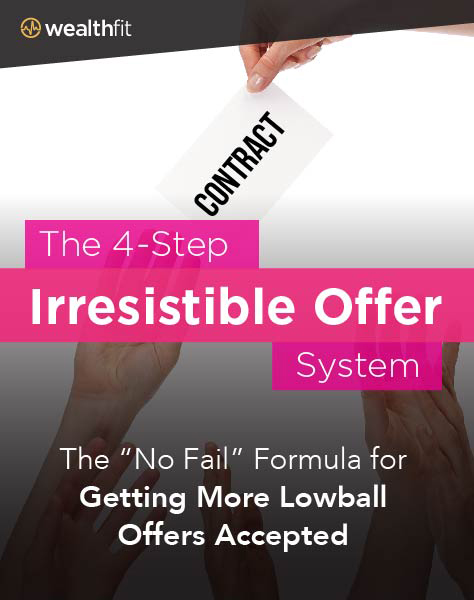 wealthfit
CONTRACT
The 4-Step
Irresistible Offer
System
The “No Fail” Formula for
Getting More Lowball
Offers Accepted